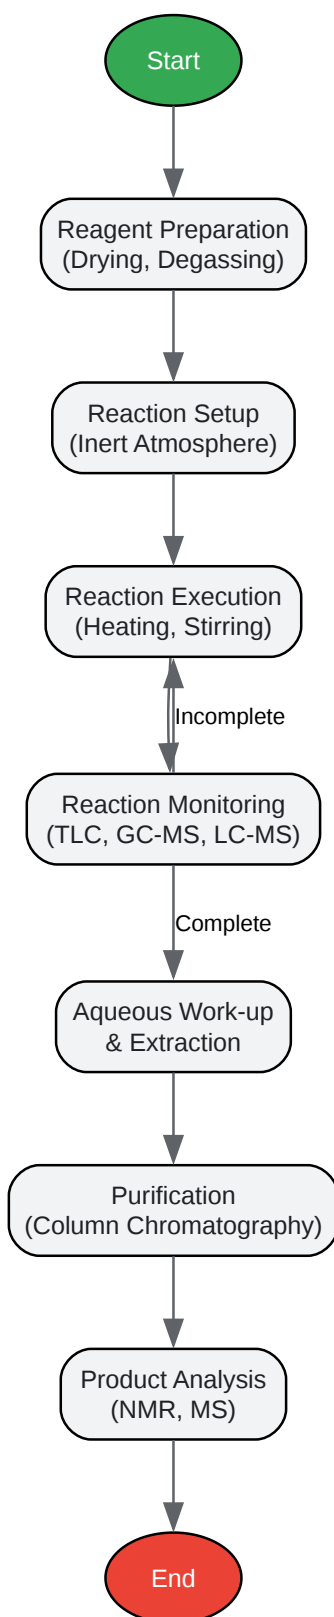 Start
Reagent Preparation
(Drying, Degassing)
Reaction Setup
(Inert Atmosphere)
Reaction Execution
(Heating, Stirring)
Incomplete
Reaction Monitoring
(TLC, GC-MS, LC-MS)
Complete
Aqueous Work-up
& Extraction
Purification
(Column Chromatography)
Product Analysis
(NMR, MS)
End